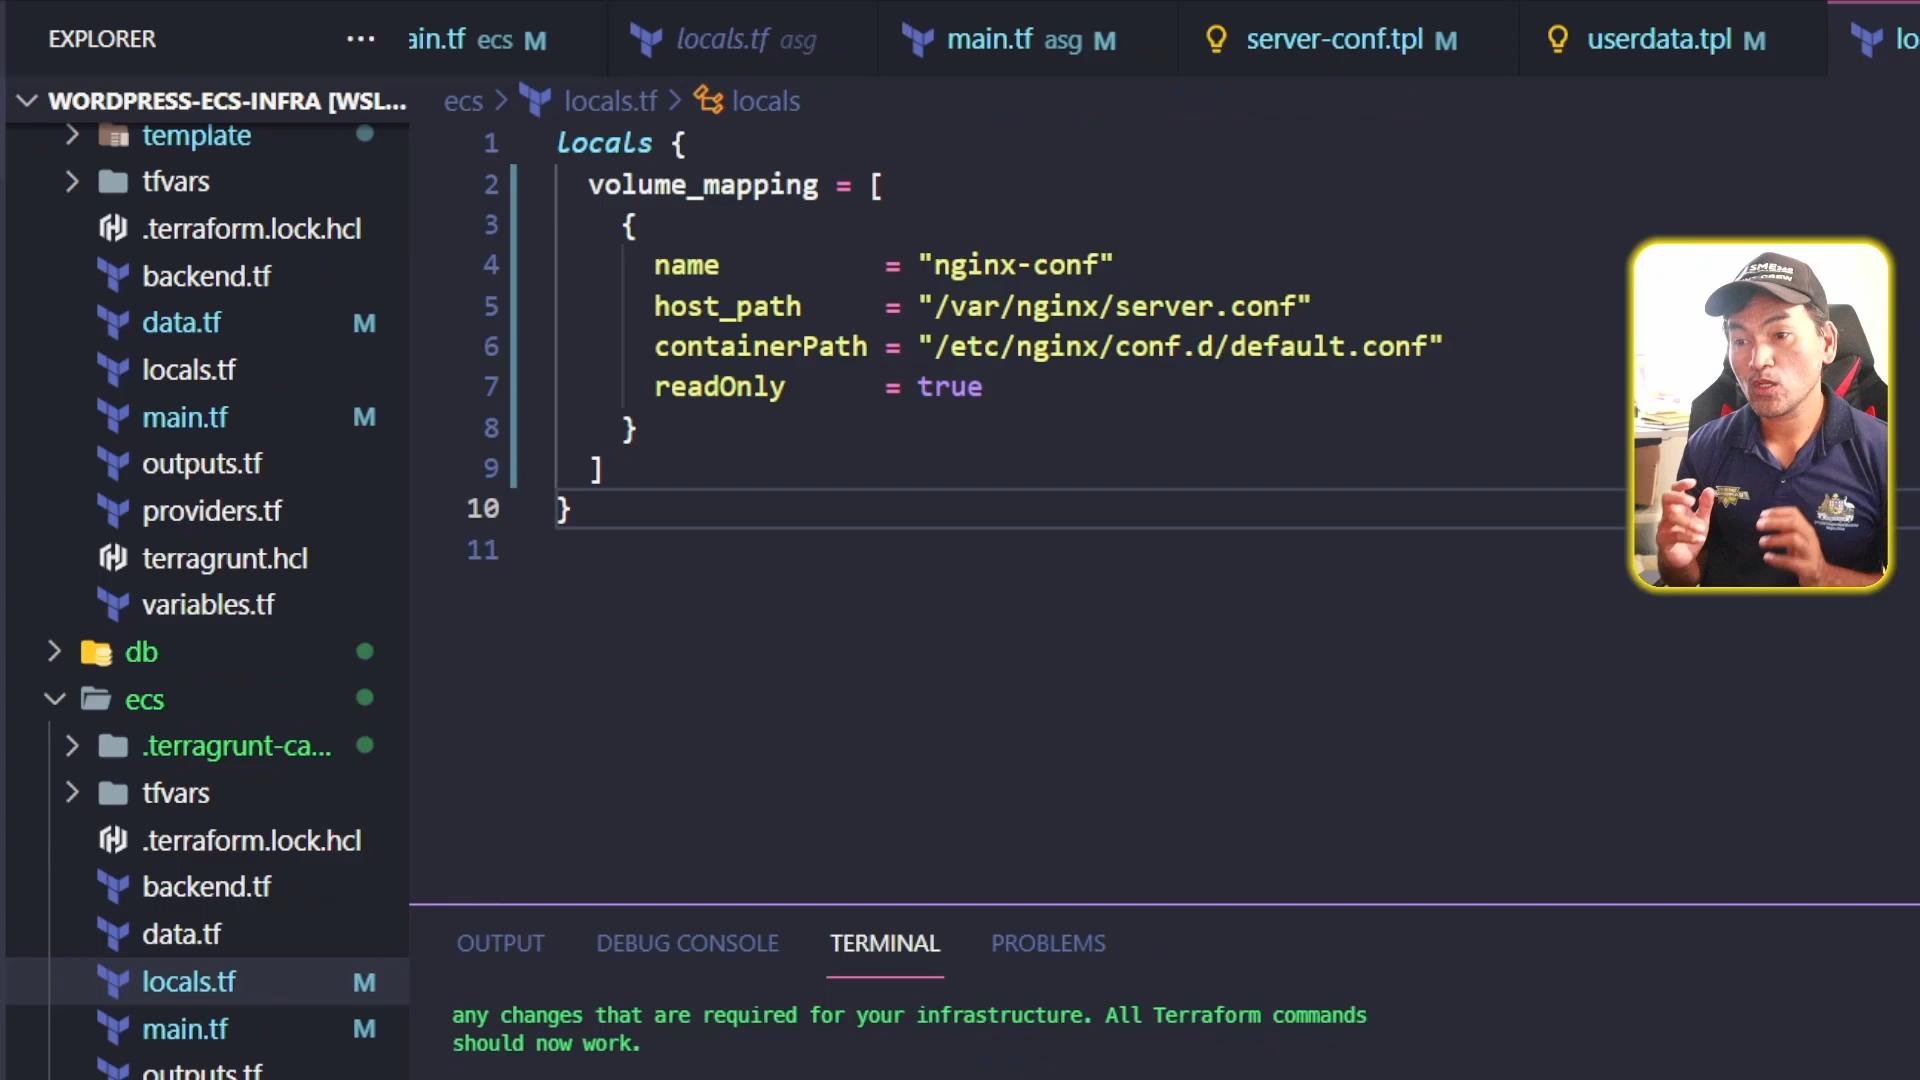 EXPLORER
ain.tf ecs M
locals.tf asg
main.tf asg M
server-conf.tpl M
userdata.tpl M
lo
WORDPRESS-ECS-INFRA [WSL...
ecs > locals.tf > locals
template
tfvars
.terraform.lock.hcl
backend.tf
data.tf M
locals.tf
main.tf M
outputs.tf
providers.tf
terragrunt.hcl
variables.tf
db
ecs
.terragrunt-ca...
tfvars
.terraform.lock.hcl
backend.tf
data.tf
locals.tf M
main.tf M
outputs.tf
1 locals {
2 volume_mapping = [
3 {
4 name = "nginx-conf"
5 host_path = "/var/nginx/server.conf"
6 containerPath = "/etc/nginx/conf.d/default.conf"
7 readOnly = true
8 }
9 ]
10 }
11
OUTPUT DEBUG CONSOLE TERMINAL PROBLEMS
any changes that are required for your infrastructure. All Terraform commands
should now work.